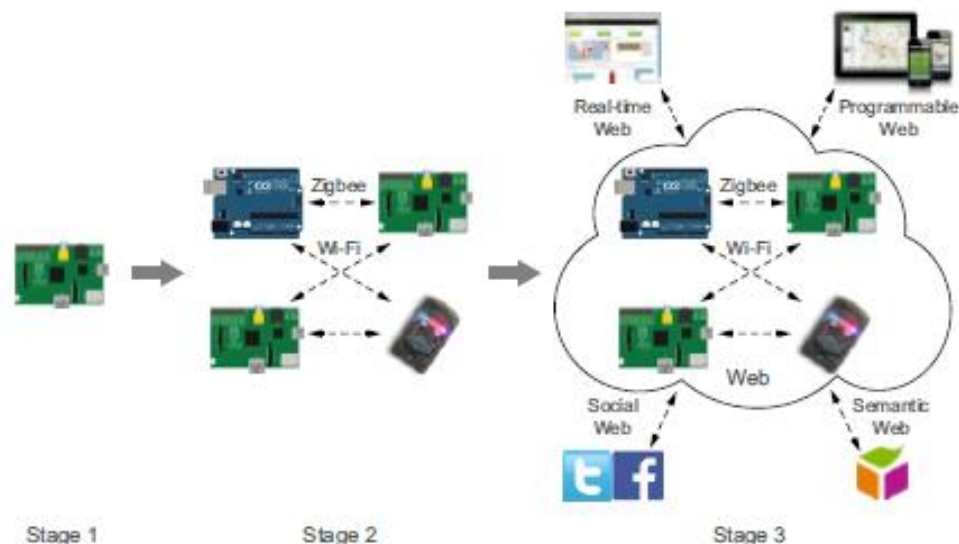 Real-time
Web
Programmable
Web
Zigbee
Wi-Fi
Zigbee
Wi-Fi
Web
Social
Web
Semantic
Web
Stage 1
Stage 2
Stage 3